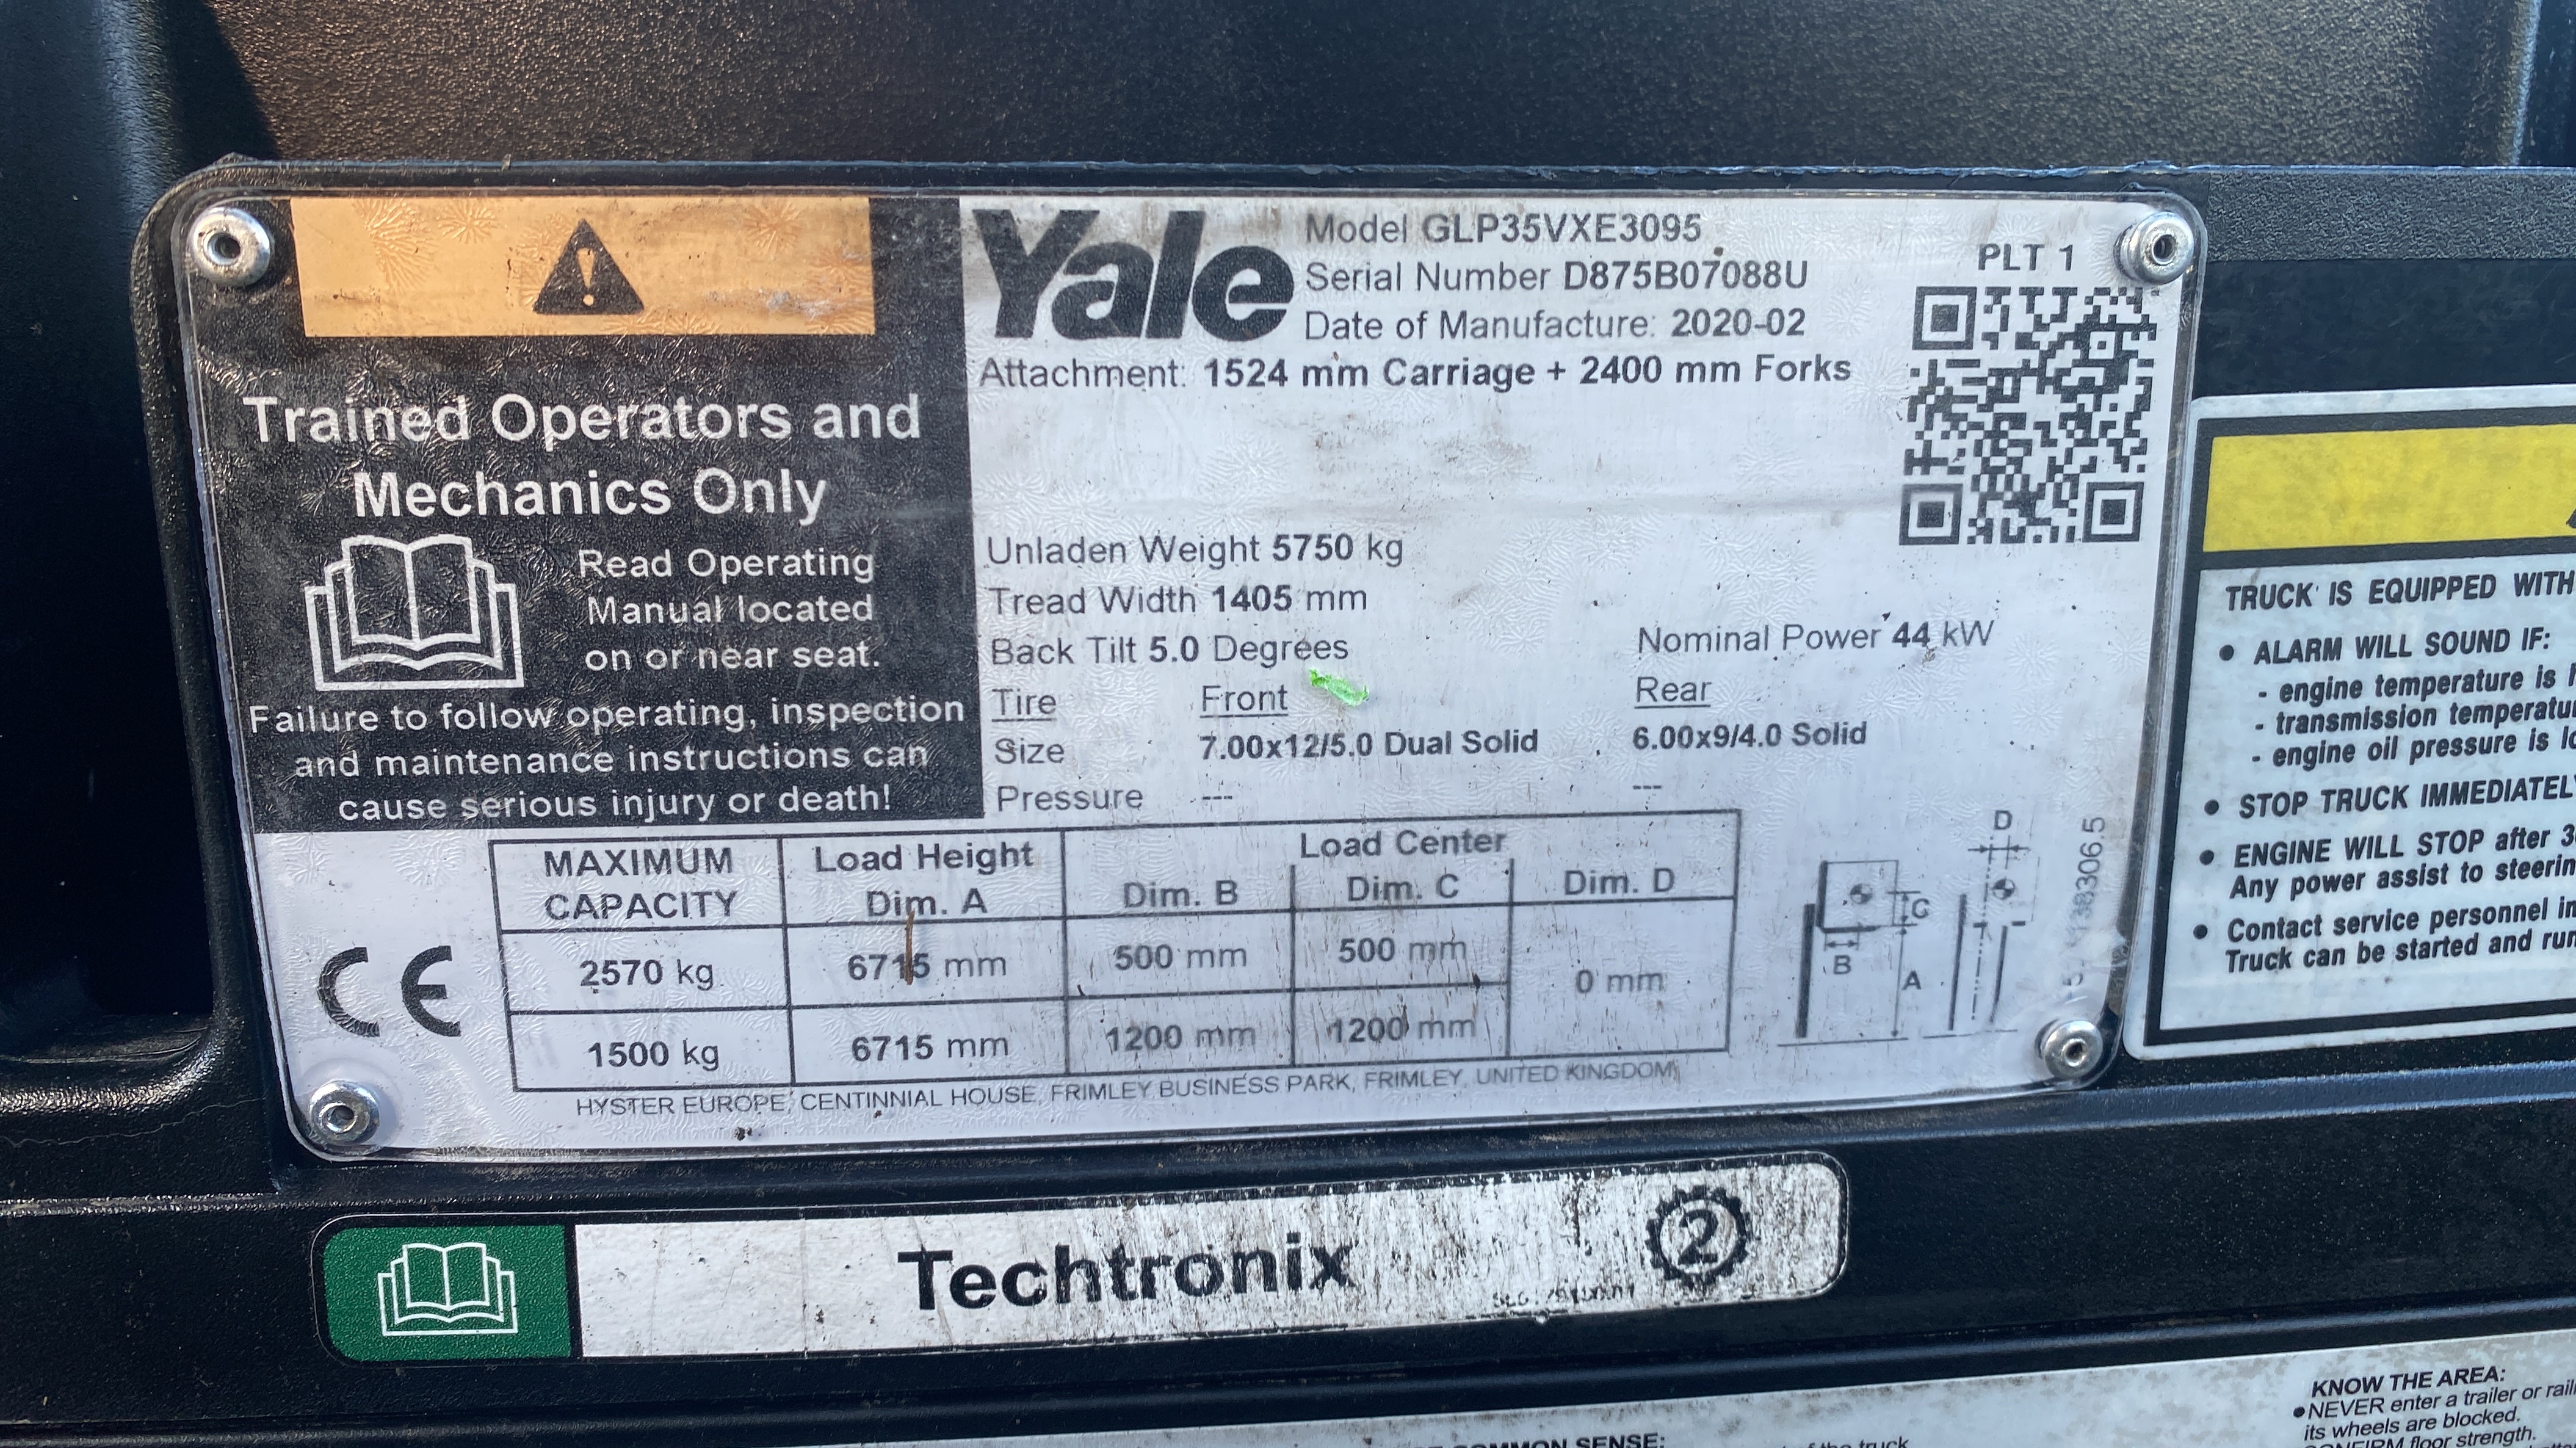 Trained Operators and
Mechanics Only
Read Operating
Manual located
on or near seat.
Failure to follow operating, inspection
and maintenance instructions can
cause serious injury or death!
Yale
Model GLP35VXE3095
Serial Number D875B07088U
Date of Manufacture: 2020-02
Attachment: 1524 mm Carriage + 2400 mm Forks
PLT 1
Unladen Weight 5750 kg
Tread Width 1405 mm
Back Tilt 5.0 Degrees
Nominal Power 44 kW
Tire Front Rear
Size 7.00x12/5.0 Dual Solid 6.00x9/4.0 Solid
Pressure --- ---
MAXIMUM CAPACITY Load Height Dim. A Load Center Dim. B Dim. C Dim. D
2570 kg 6715 mm 500 mm 500 mm 0 mm
1500 kg 6715 mm 1200 mm 1200 mm
D
C
B
A
CE
HYSTER EUROPE, CENTINNIAL HOUSE, FRIMLEY BUSINESS PARK, FRIMLEY, UNITED KINGDOM
Techtronix 2
TRUCK IS EQUIPPED WITH
• ALARM WILL SOUND IF:
- engine temperature is
- transmission
- engine oil pressure is
• STOP TRUCK
• ENGINE WILL STOP after
Any power assist to
• Contact service personnel
Truck can be started and
KNOW THE AREA:
•NEVER enter a trailer or
its wheels are blocked.
floor strength.
SENSE:
truck